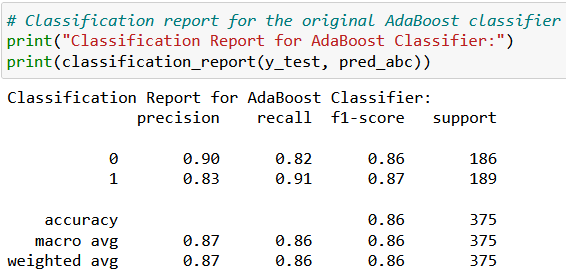 # Classification report for the original AdaBoost classifier
print("Classification Report for AdaBoost Classifier:")
print(classification_report(y_test, pred_abc))
Classification Report for AdaBoost Classifier:
              precision    recall  f1-score   support

           0       0.90      0.82      0.86       186
           1       0.83      0.91      0.87       189

    accuracy                           0.86       375
   macro avg       0.87      0.86      0.86       375
weighted avg       0.87      0.86      0.86       375